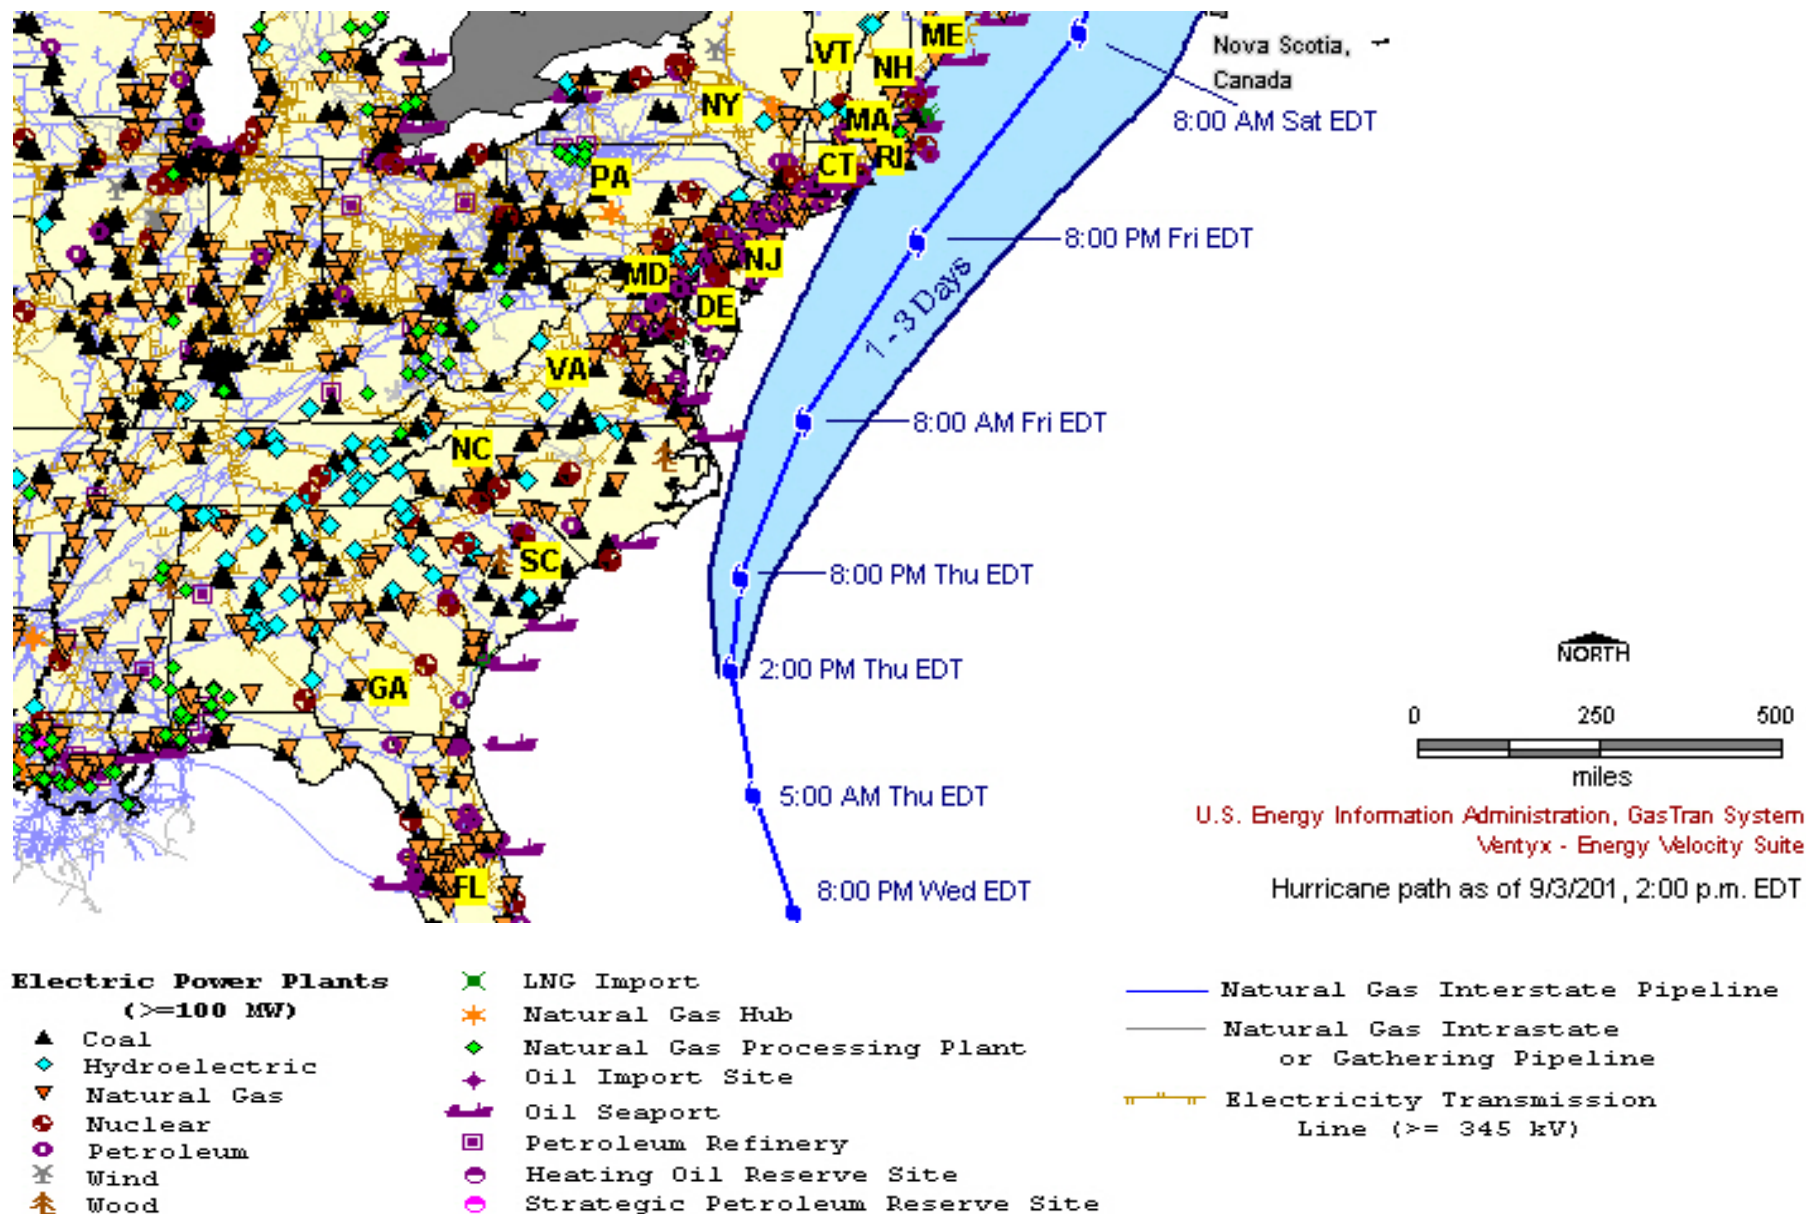 ME
VT
NH
NY
MA
CT
RI
PA
NJ
MD
DE
VA
NC
SC
GA
FL
Nova Scotia,
Canada
8:00 AM Sat EDT
8:00 PM Fri EDT
1 - 3 Days
8:00 AM Fri EDT
8:00 PM Thu EDT
2:00 PM Thu EDT
5:00 AM Thu EDT
8:00 PM Wed EDT
NORTH
0 250 500
miles
U.S. Energy Information Administration, GasTran System
Ventyx - Energy Velocity Suite
Hurricane path as of 9/3/201, 2:00 p.m. EDT
Electric Power Plants
(>=100 MW)
Coal
Hydroelectric
Natural Gas
Nuclear
Petroleum
Wind
Wood
LNG Import
Natural Gas Hub
Natural Gas Processing Plant
Oil Import Site
Oil Seaport
Petroleum Refinery
Heating Oil Reserve Site
Strategic Petroleum Reserve Site
Natural Gas Interstate Pipeline
Natural Gas Intrastate
or Gathering Pipeline
Electricity Transmission
Line (>= 345 kV)